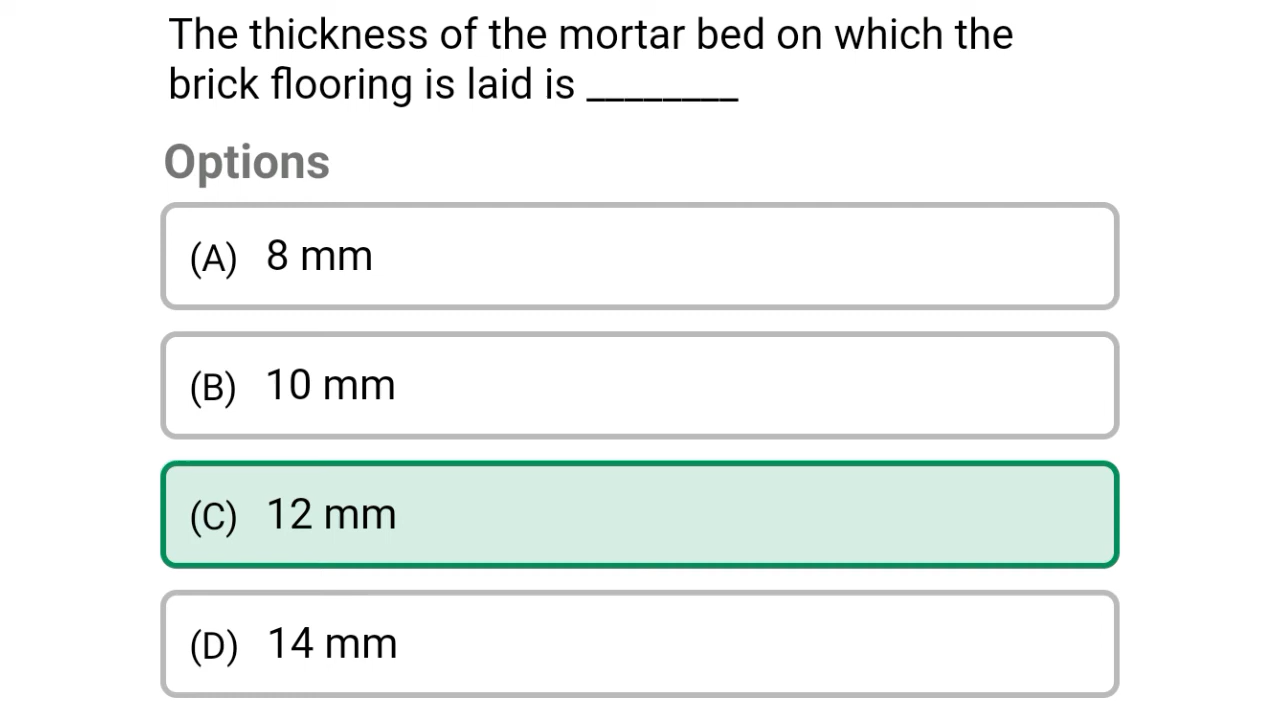 The thickness of the mortar bed on which the
brick flooring is laid is ________
Options
(A) 8 mm
(B) 10 mm
(C) 12 mm
(D) 14 mm